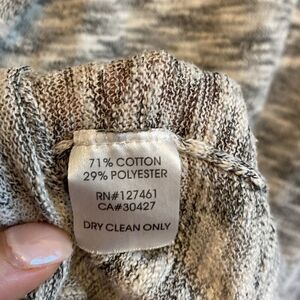 71% COTTON
29% POLYESTER
RN#127461
CA#30427
DRY CLEAN ONLY